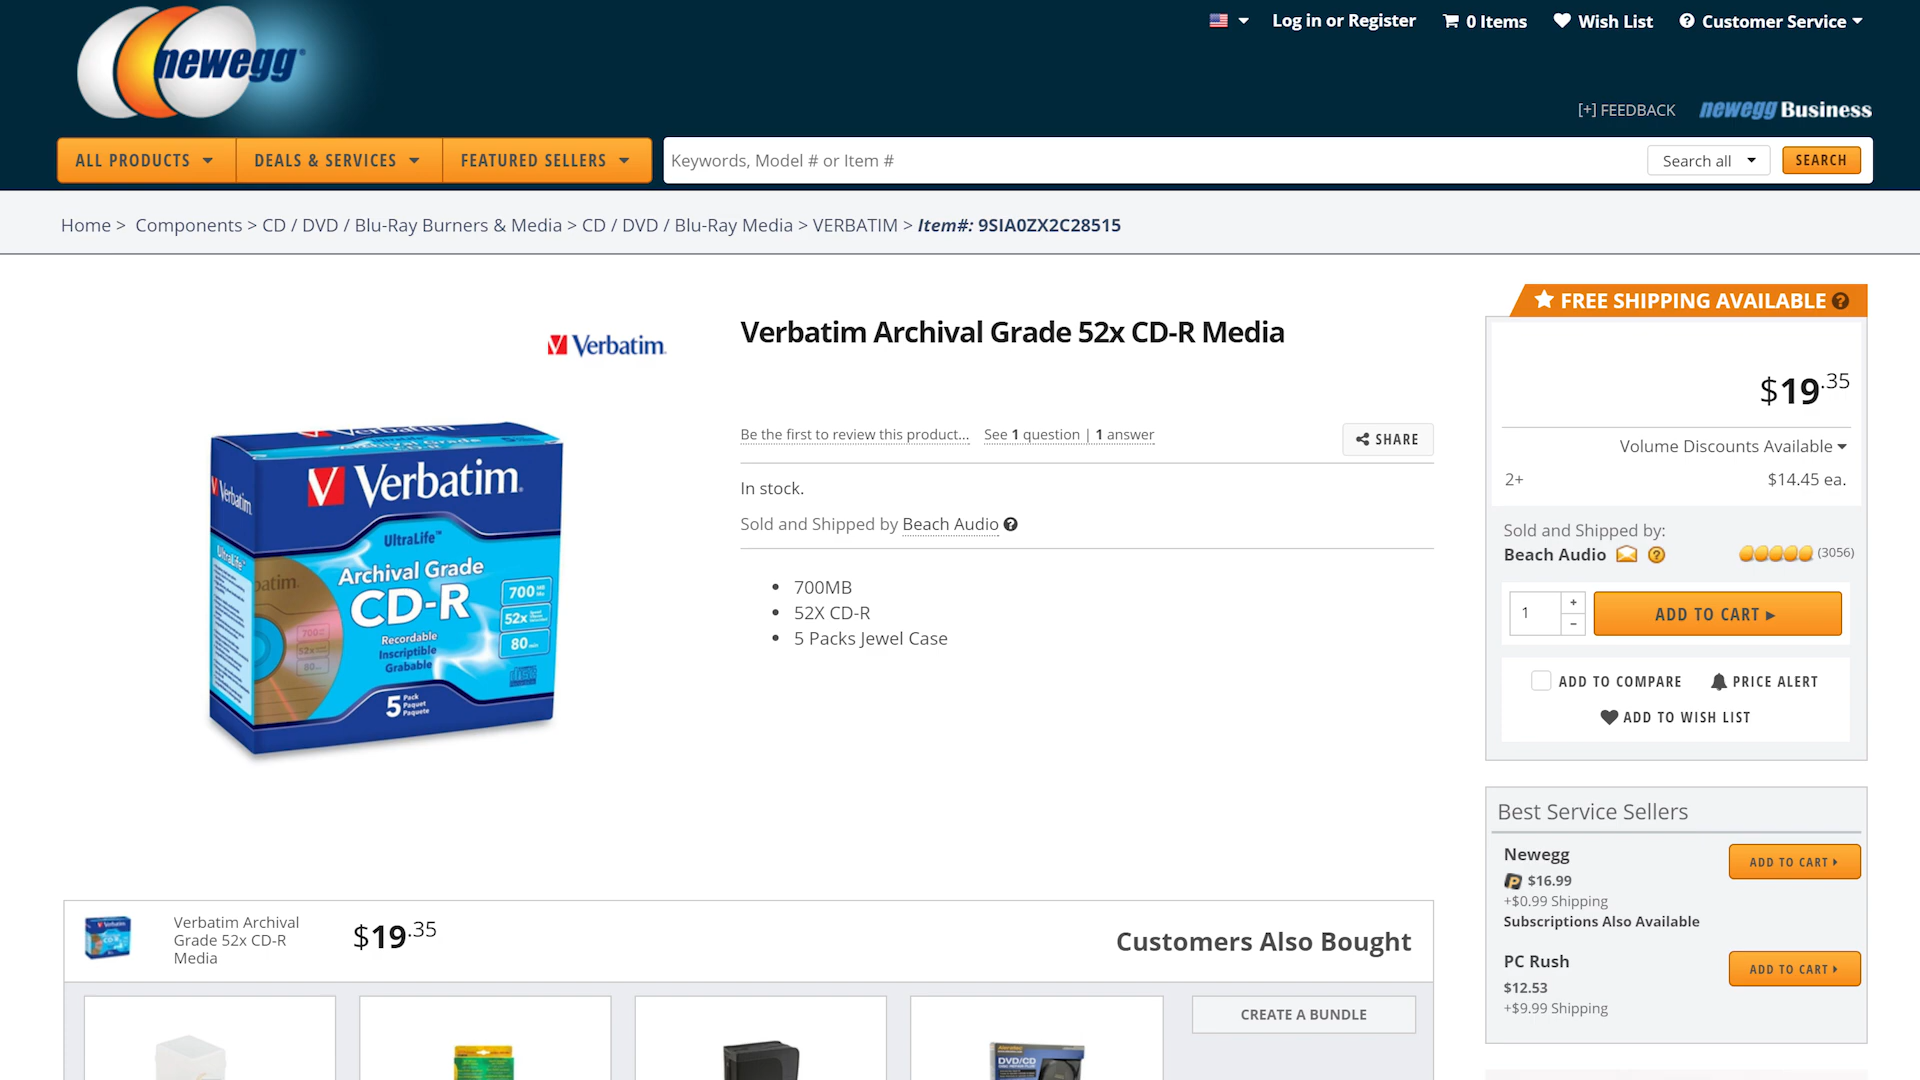 newegg
Log in or Register
0 Items
Wish List
Customer Service
[+] FEEDBACK
newegg Business
ALL PRODUCTS
DEALS & SERVICES
FEATURED SELLERS
Keywords, Model # or Item #
Search all
SEARCH
Home > Components > CD / DVD / Blu-Ray Burners & Media > CD / DVD / Blu-Ray Media > VERBATIM > Item#: 9SIA0ZX2C28515
Verbatim
Verbatim Archival Grade 52x CD-R Media
Be the first to review this product...
See 1 question | 1 answer
SHARE
In stock.
Sold and Shipped by Beach Audio
700MB
52X CD-R
5 Packs Jewel Case
Verbatim
Verbatim
UltraLife™
UltraLife™
Archival Grade
CD-R
Recordable
Inscriptible
Grabable
700
52x
80
5 Pack
Paquet
Paquete
FREE SHIPPING AVAILABLE
$19.35
Volume Discounts Available
2+
$14.45 ea.
Sold and Shipped by:
Beach Audio
(3056)
1
+
-
ADD TO CART
ADD TO COMPARE
PRICE ALERT
ADD TO WISH LIST
Best Service Sellers
Newegg
$16.99
+$0.99 Shipping
Subscriptions Also Available
ADD TO CART
PC Rush
$12.53
+$9.99 Shipping
ADD TO CART
Verbatim Archival
Grade 52x CD-R
Media
$19.35
Customers Also Bought
CREATE A BUNDLE
DVD/CD